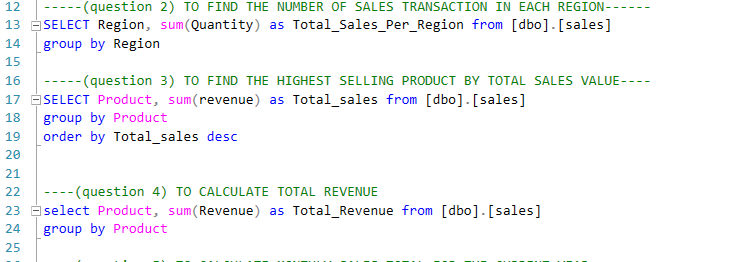 12 -----(question 2) TO FIND THE NUMBER OF SALES TRANSACTION IN EACH REGION------
13 SELECT Region, sum(Quantity) as Total_Sales_Per_Region from [dbo].[sales]
14 group by Region
15
16 -----(question 3) TO FIND THE HIGHEST SELLING PRODUCT BY TOTAL SALES VALUE----
17 SELECT Product, sum(revenue) as Total_sales from [dbo].[sales]
18 group by Product
19 order by Total_sales desc
20
21
22 ----(question 4) TO CALCULATE TOTAL REVENUE
23 select Product, sum(Revenue) as Total_Revenue from [dbo].[sales]
24 group by Product
25